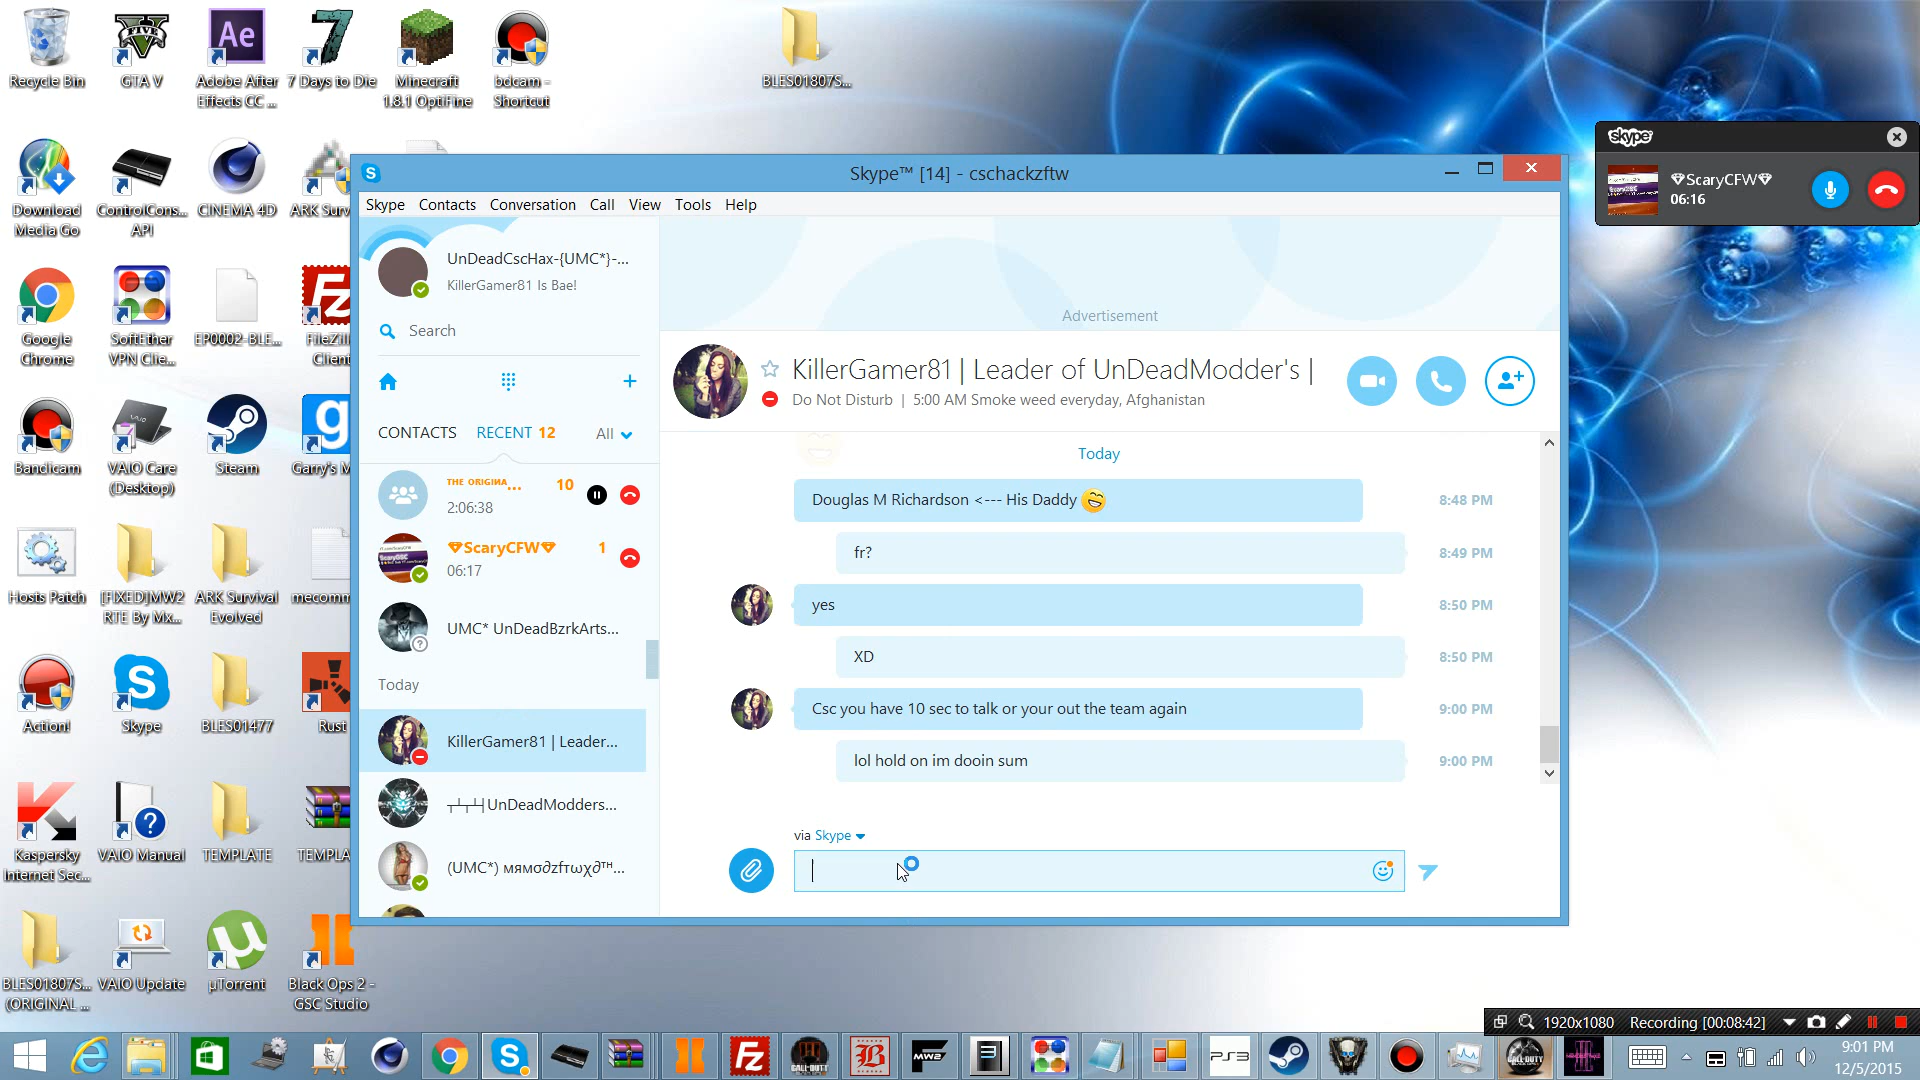 Recycle Bin
GTA V
Adobe After
Effects CC ...
7 Days to Die
Minecraft
1.8.1 OptiFine
bdcam -
Shortcut
BLES01807S...
Download
Media Go
ControlCons...
API
CINEMA 4D
ARK Surv
Google
Chrome
SoftEther
VPN Clie...
EP0002-BLE...
FileZill
Client
Bandicam
VAIO Care
(Desktop)
Steam
Garry's M
Hosts Patch
[FIXED]MW2
RTE By Mx...
ARK Survival
Evolved
mecomm
Action!
Skype
BLES01477
Rust
Kaspersky
Internet Sec...
VAIO Manual
TEMPLATE
TEMPLA
BLES01807S...
(ORIGINAL ...
VAIO Update
µTorrent
Black Ops 2 -
GSC Studio
Skype™ [14] - cschackzftw
Skype Contacts Conversation Call View Tools Help
UnDeadCscHax-{UMC*}-...
KillerGamer81 Is Bae!
Search
CONTACTS RECENT 12 All
THE ORIGINA... 10
2:06:38
ScaryCFW 1
06:17
UMC* UnDeadBzrkArts...
Today
KillerGamer81 | Leader...
UnDeadModders...
(UMC*) мямσ∂zfтωχ∂ᵀᴴ...
Advertisement
KillerGamer81 | Leader of UnDeadModder's |
Do Not Disturb | 5:00 AM Smoke weed everyday, Afghanistan
Today
Douglas M Richardson <--- His Daddy 8:48 PM
fr? 8:49 PM
yes 8:50 PM
XD 8:50 PM
Csc you have 10 sec to talk or your out the team again 9:00 PM
lol hold on im dooin sum 9:00 PM
via Skype
skype
ScaryCFW
06:16
1920x1080 Recording [00:08:42]
9:01 PM
12/5/2015